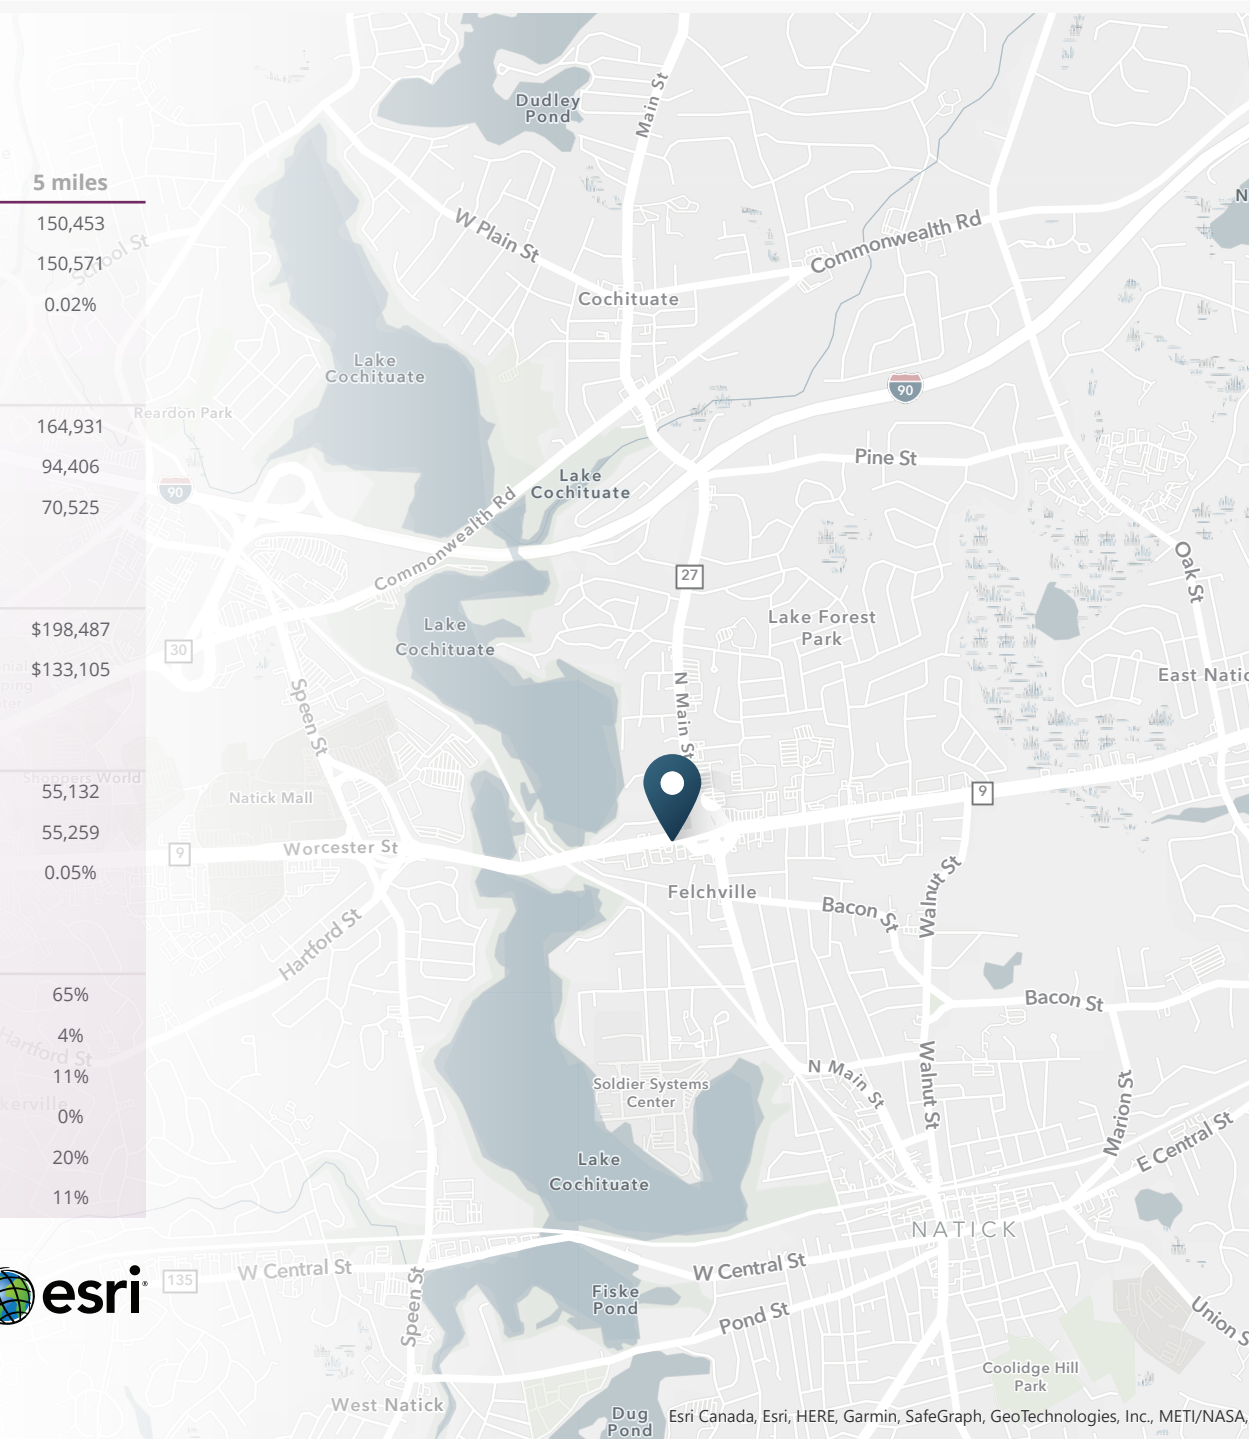 5 miles
150,453
150,571
0.02%
164,931
94,406
70,525
$198,487
$133,105
55,132
55,259
0.05%
65%
4%
11%
0%
20%
11%
esri
Dudley
Pond
Main St
W Plain St
School St
Commonwealth Rd
Cochituate
Lake
Cochituate
Reardon Park
90
90
Pine St
Lake
Cochituate
Commonwealth Rd
Oak St
27
Lake Forest
Park
Lake
Cochituate
30
East Natic
Speen St
N Main St
Shoppers World
Natick Mall
9
9
Worcester St
Felchville
Walnut St
Bacon St
Hartford St
Bacon St
Hartford St
Walnut St
N Main St
Soldier Systems
Center
Marion St
E Central St
Lake
Cochituate
NATICK
W Central St
135
W Central St
Speen St
Fiske
Pond
Pond St
Union S
Coolidge Hill
Park
West Natick
Dug
Pond
Esri Canada, Esri, HERE, Garmin, SafeGraph, GeoTechnologies, Inc., METI/NASA,